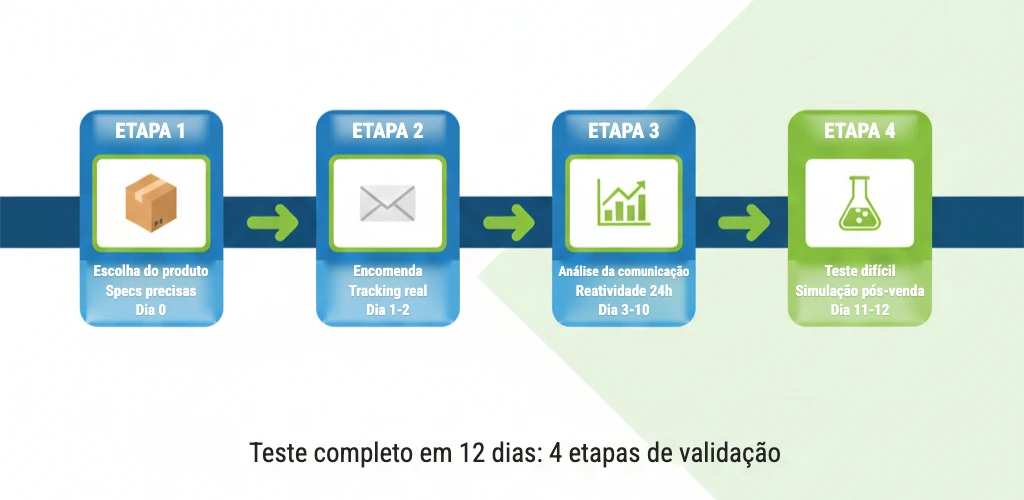 ETAPA 1
Escolha do produto
Specs precisas
Dia 0
ETAPA 2
Encomenda
Tracking real
Dia 1-2
ETAPA 3
Análise da comunicação
Reatividade 24h
Dia 3-10
ETAPA 4
Teste difícil
Simulação pós-venda
Dia 11-12
Teste completo em 12 dias: 4 etapas de validação